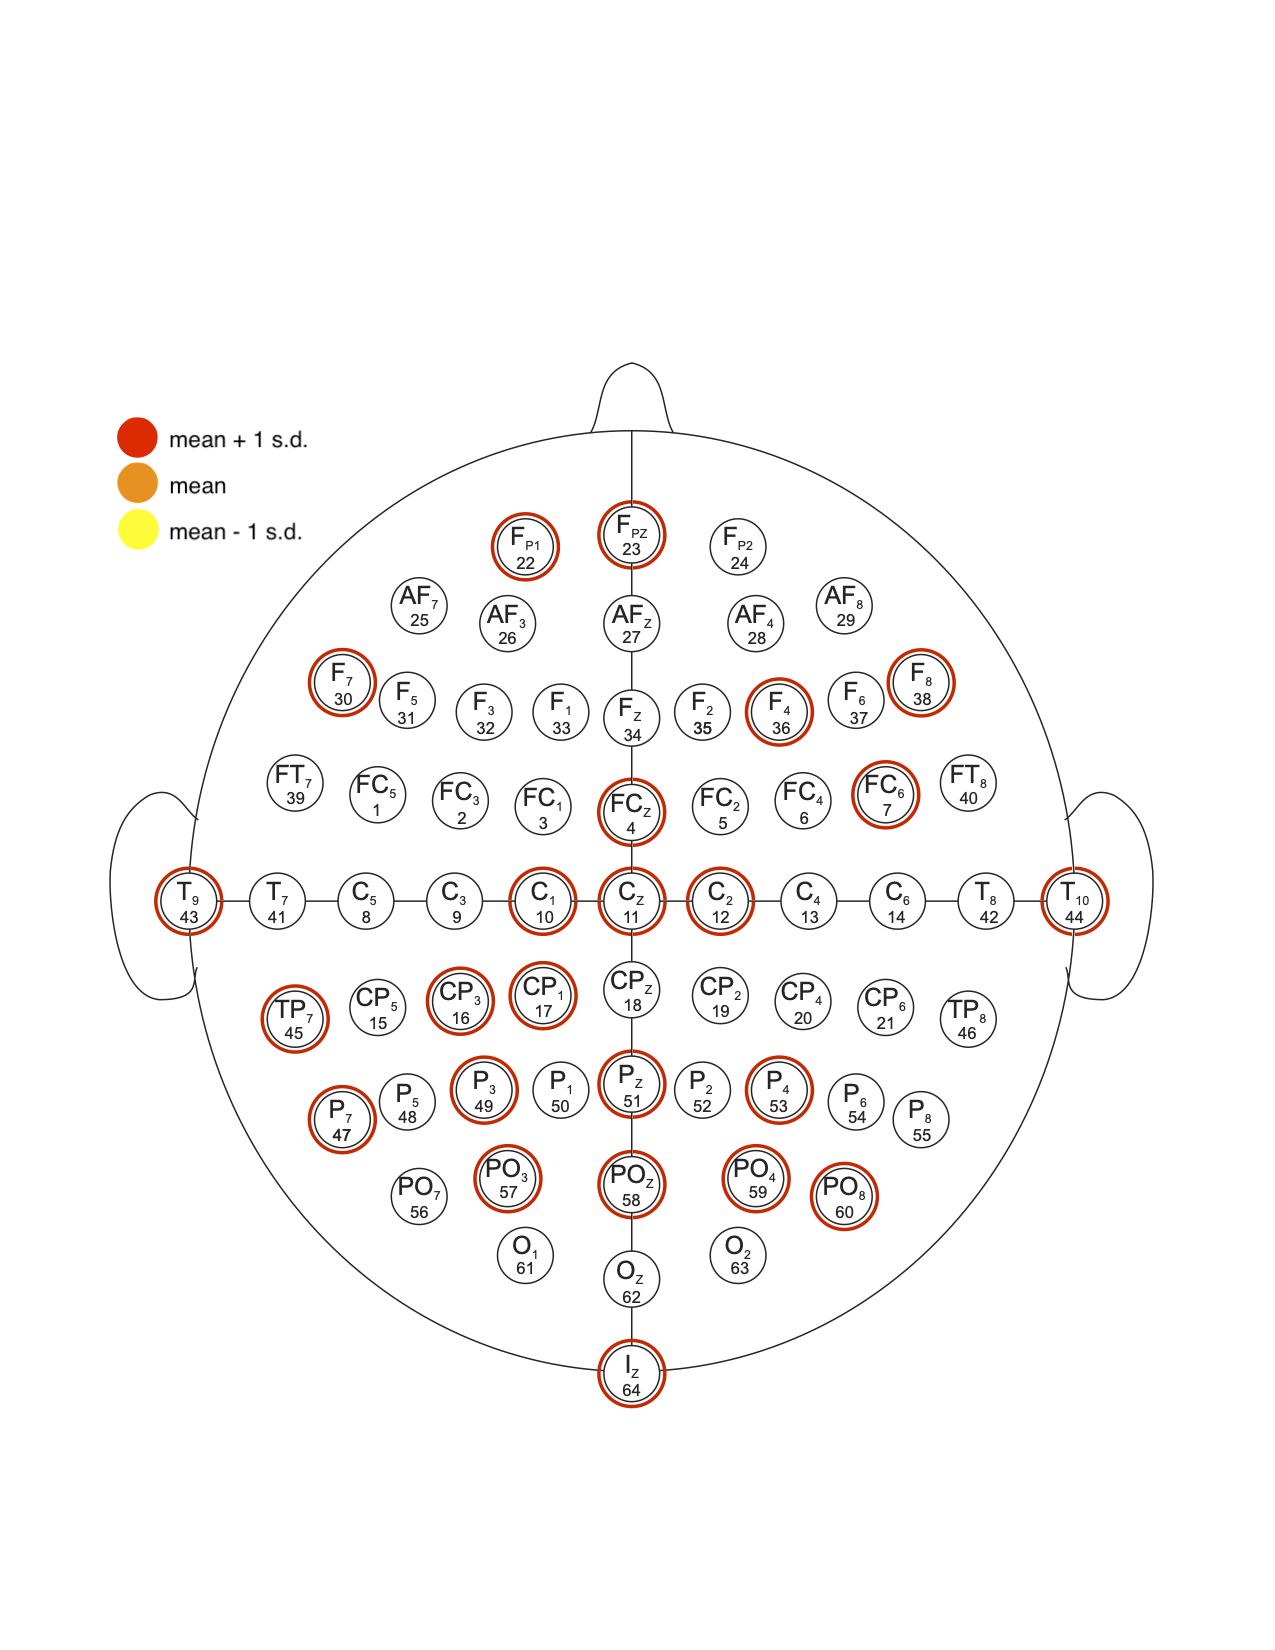 mean + 1 s.d.
mean
mean - 1 s.d.
FP1 FPZ FP2
22 23 24
AF7 AF3 AFZ AF4 AF8
25 26 27 28 29
F7 F5 F3 F1 FZ F2 F4 F6 F8
30 31 32 33 34 35 36 37 38
FT7 FC5 FC3 FC1 FCZ FC2 FC4 FC6 FT8
39 1 2 3 4 5 6 7 40
T9 T7 C5 C3 C1 CZ C2 C4 C6 T8 T10
43 41 8 9 10 11 12 13 14 42 44
TP7 CP5 CP3 CP1 CPZ CP2 CP4 CP6 TP8
45 15 16 17 18 19 20 21 46
P7 P5 P3 P1 PZ P2 P4 P6 P8
47 48 49 50 51 52 53 54 55
PO7 PO3 POZ PO4 PO8
56 57 58 59 60
O1 OZ O2
61 62 63
IZ
64